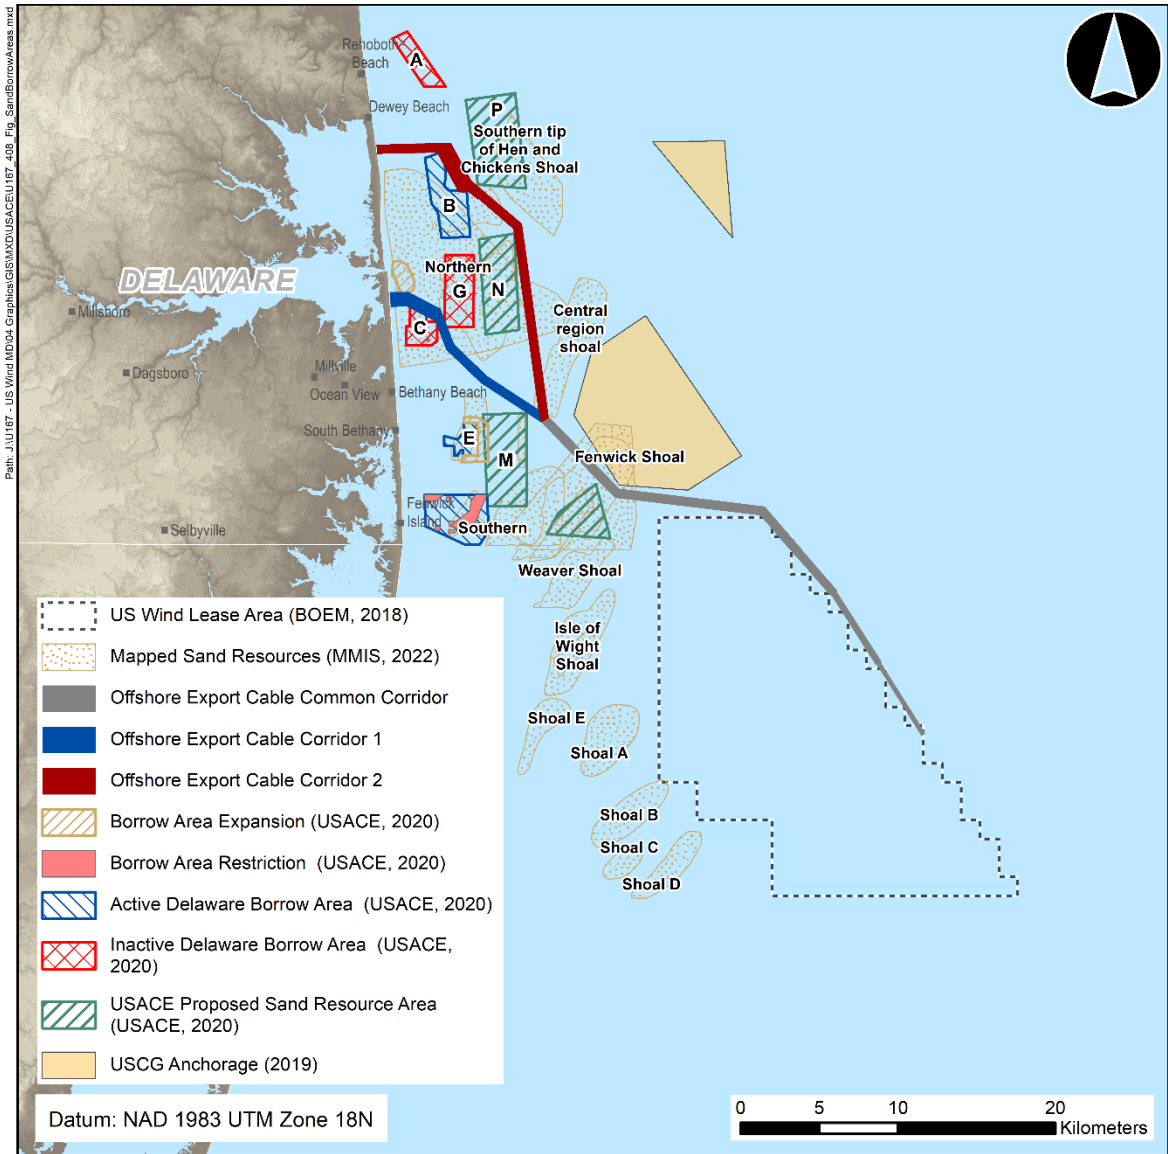 Path: J:\U167 - US Wind MD\04 Graphics\GIS\MXD\USACE\U167_408_Fig_SandBorrowAreas.mxd
Rehoboth
Beach
A
Dewey Beach
P
Southern tip
of Hen and
Chickens Shoal
B
Northern
DELAWARE
G
N
Millsboro
C
Central
region
shoal
Millville
Dagsboro
Ocean View
Bethany Beach
South Bethany
E
M
Fenwick Shoal
Fenwick
Island
Southern
Selbyville
Weaver Shoal
Isle of
Wight
Shoal
Shoal E
Shoal A
Shoal B
Shoal C
Shoal D
US Wind Lease Area (BOEM, 2018)
Mapped Sand Resources (MMIS, 2022)
Offshore Export Cable Common Corridor
Offshore Export Cable Corridor 1
Offshore Export Cable Corridor 2
Borrow Area Expansion (USACE, 2020)
Borrow Area Restriction (USACE, 2020)
Active Delaware Borrow Area (USACE, 2020)
Inactive Delaware Borrow Area (USACE,
2020)
USACE Proposed Sand Resource Area
(USACE, 2020)
USCG Anchorage (2019)
Datum: NAD 1983 UTM Zone 18N
0 5 10 20
Kilometers